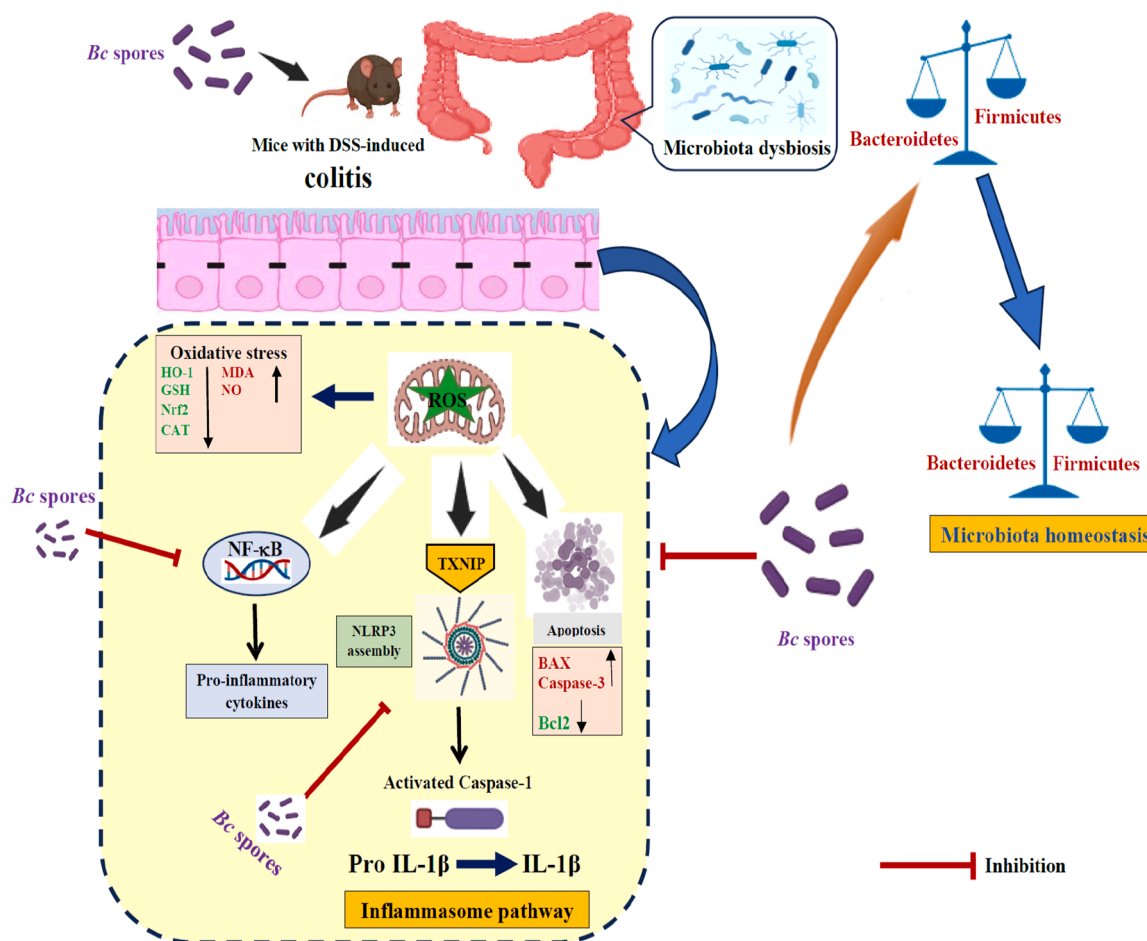 Bc spores
Mice with DSS-induced
colitis
Microbiota dysbiosis
Firmicutes
Bacteroidetes
Oxidative stress
HO-1 MDA
GSH NO
Nrf2
CAT
ROS
Bacteroidetes Firmicutes
Microbiota homeostasis
Bc spores
NF-κB
TXNIP
NLRP3
assembly
Apoptosis
BAX
Caspase-3
Bcl2
Bc spores
Pro-inflammatory
cytokines
Activated Caspase-1
Bc spores
Pro IL-1β IL-1β
Inflammasome pathway
Inhibition